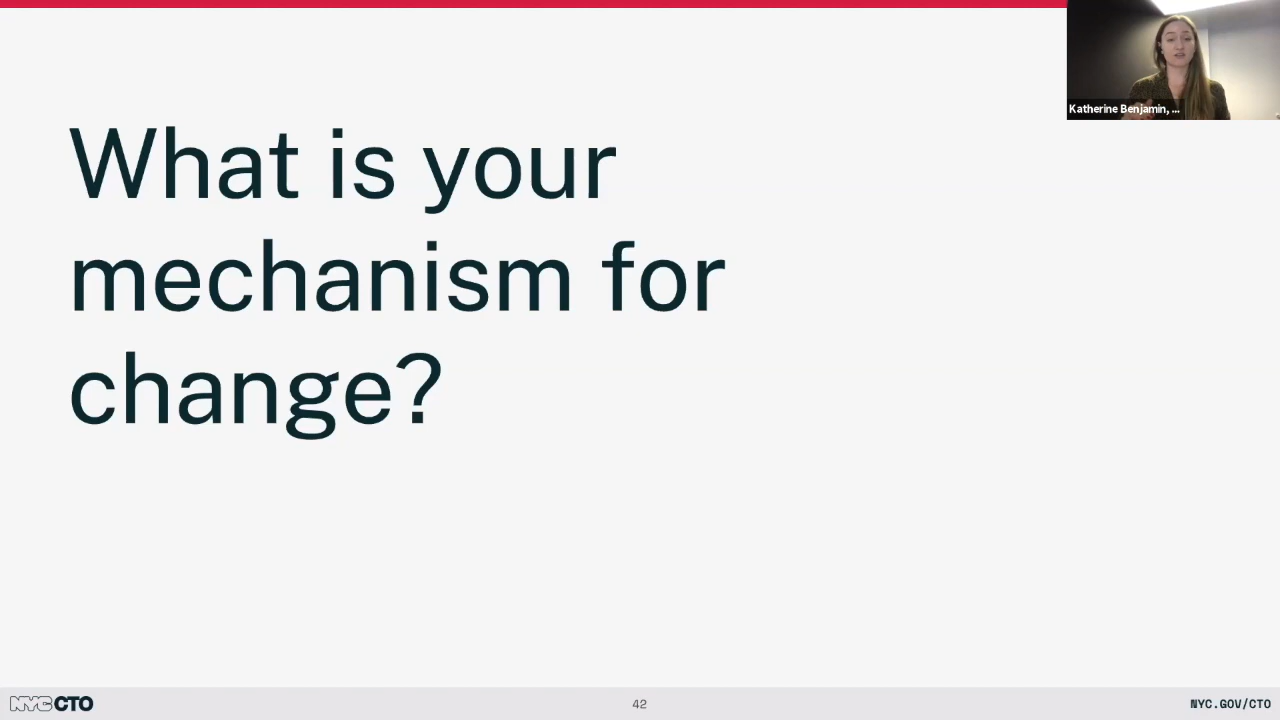 Katherine Benjamin, ...
What is your
mechanism for
change?
NYC CTO
42
NYC.GOV/CTO